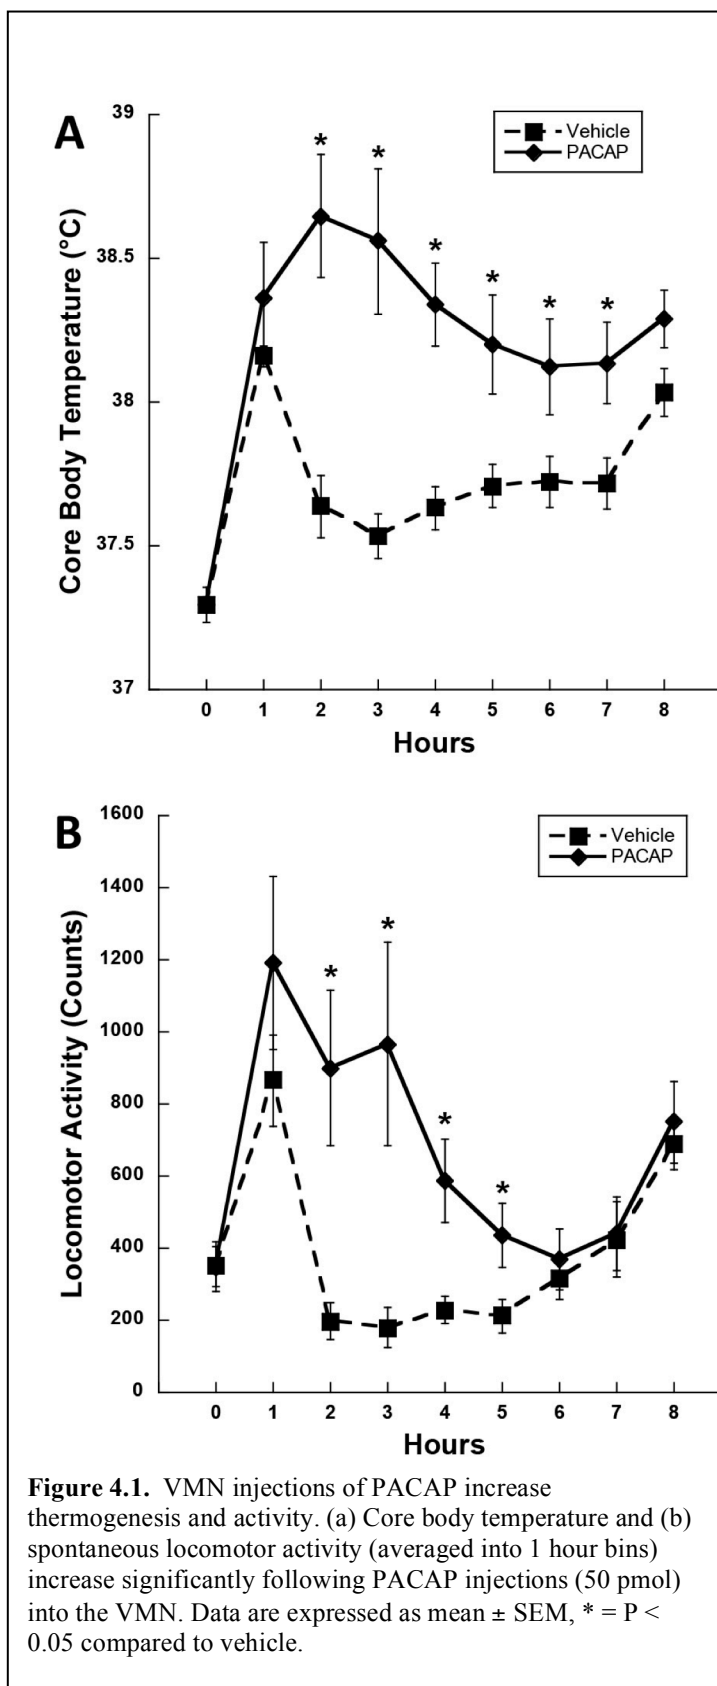 A
39
38.5
38
37.5
37
Core Body Temperature (°C)
Vehicle
PACAP
* * * * * *
0 1 2 3 4 5 6 7 8
Hours
B
1600
1400
1200
1000
800
600
400
200
0
Locomotor Activity (Counts)
Vehicle
PACAP
* * * *
0 1 2 3 4 5 6 7 8
Hours
Figure 4.1. VMN injections of PACAP increase
thermogenesis and activity. (a) Core body temperature and (b)
spontaneous locomotor activity (averaged into 1 hour bins)
increase significantly following PACAP injections (50 pmol)
into the VMN. Data are expressed as mean ± SEM, * = P <
0.05 compared to vehicle.